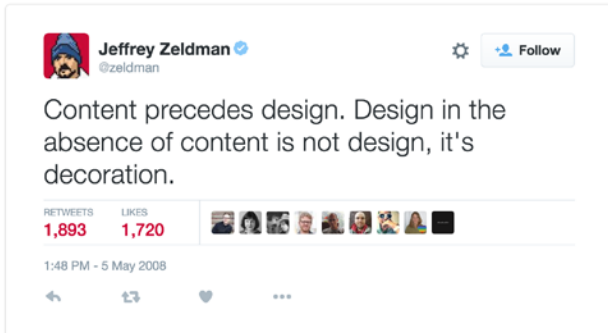 Jeffrey Zeldman
@zeldman
Follow
Content precedes design. Design in the
absence of content is not design, it's
decoration.
RETWEETS LIKES
1,893 1,720
1:48 PM - 5 May 2008